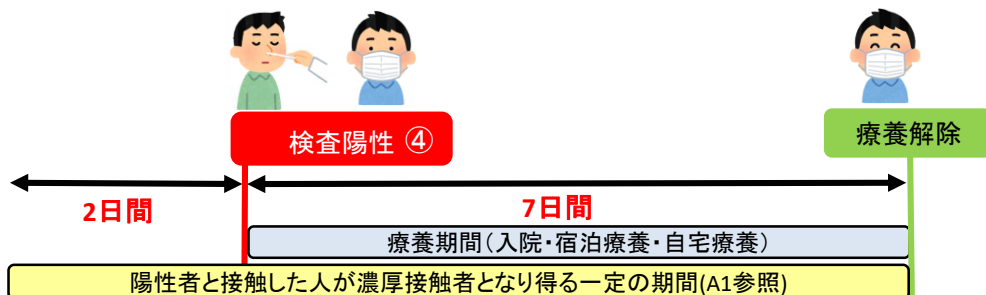 検査陽性 ④
療養解除
2日間
7日間
療養期間(入院・宿泊療養・自宅療養)
陽性者と接触した人が濃厚接触者となり得る一定の期間(A1参照)